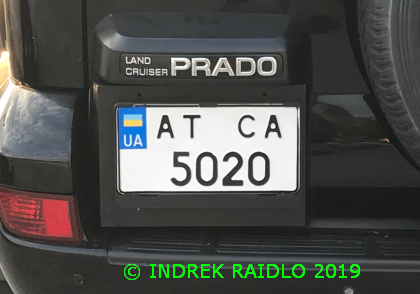 LAND
CRUISER PRADO
UA
AT CA
5020
© INDREK RAIDLO 2019